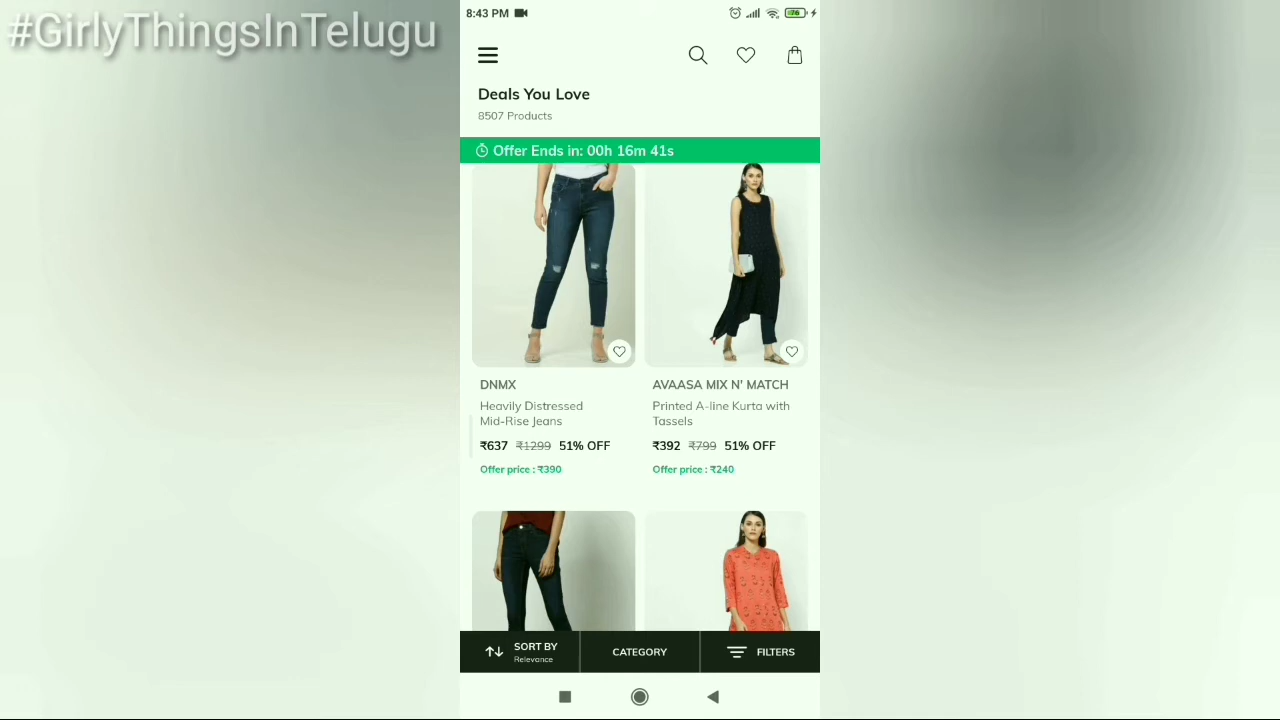 #GirlyThingsInTelugu
8:43 PM
76
Deals You Love
8507 Products
Offer Ends in: 00h 16m 41s
DNMX
Heavily Distressed
Mid-Rise Jeans
₹637 ₹1299 51% OFF
Offer price : ₹390
AVAASA MIX N' MATCH
Printed A-line Kurta with
Tassels
₹392 ₹799 51% OFF
Offer price : ₹240
SORT BY
Relevance
CATEGORY
FILTERS